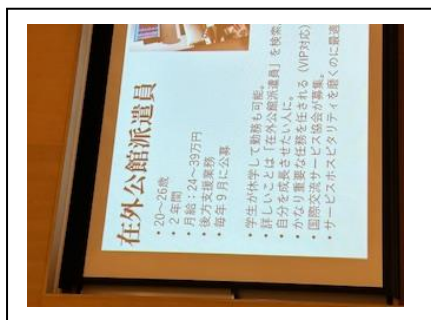 在外公館派遣員
・20~26歳
・2年間
・月給：24~39万円
・後方支援業務
・毎年9月に公募
・学生が休学して勤務も可能。
・詳しいことは「在外公館派遣員」を検索
・自分を成長させたい人に。
・かなり重要な任務を任される（VIP対応）
・国際交流サービス協会が募集。
・サービスホスピタリティを磨くのに最適